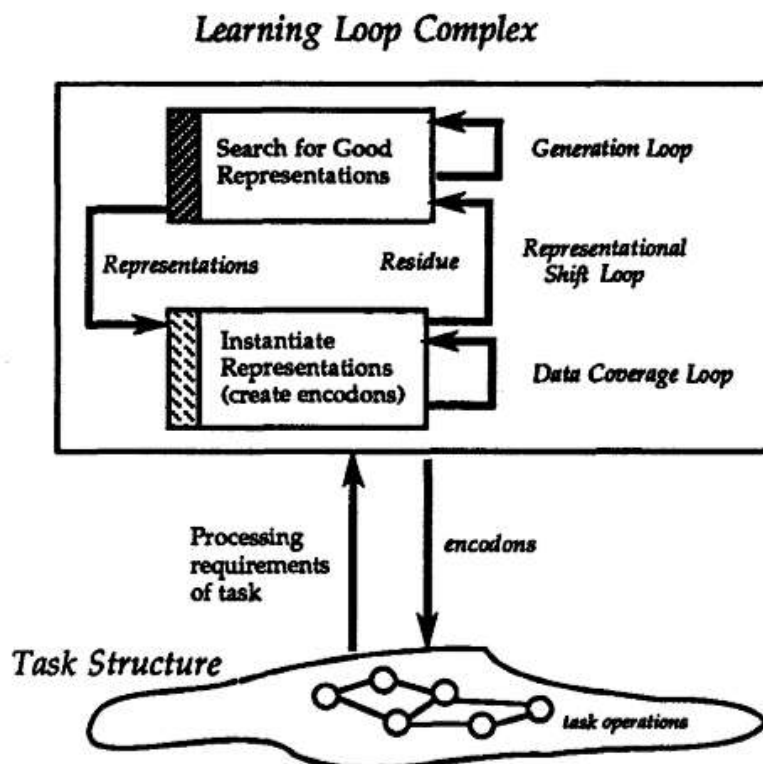 Learning Loop Complex
Search for Good
Representations
Generation Loop
Representations
Residue
Representational
Shift Loop
Instantiate
Representations
(create encodons)
Data Coverage Loop
Processing
requirements
of task
encodons
Task Structure
task operations